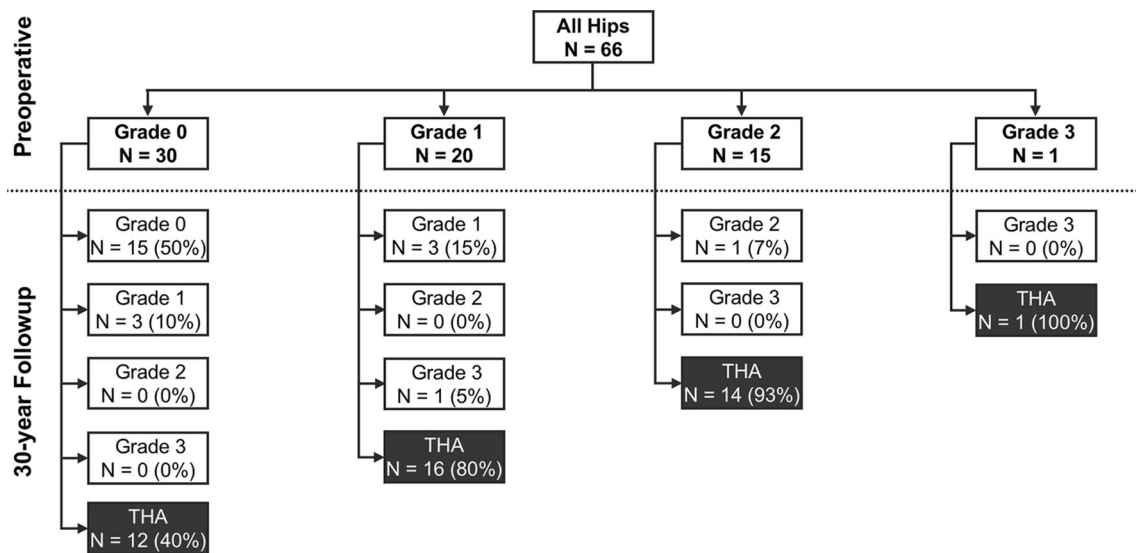 Preoperative
All Hips
N = 66
Grade 0
N = 30
Grade 1
N = 20
Grade 2
N = 15
Grade 3
N = 1
30-year Followup
Grade 0
N = 15 (50%)
Grade 1
N = 3 (10%)
Grade 2
N = 0 (0%)
Grade 3
N = 0 (0%)
THA
N = 12 (40%)
Grade 1
N = 3 (15%)
Grade 2
N = 0 (0%)
Grade 3
N = 1 (5%)
THA
N = 16 (80%)
Grade 2
N = 1 (7%)
Grade 3
N = 0 (0%)
THA
N = 14 (93%)
Grade 3
N = 0 (0%)
THA
N = 1 (100%)